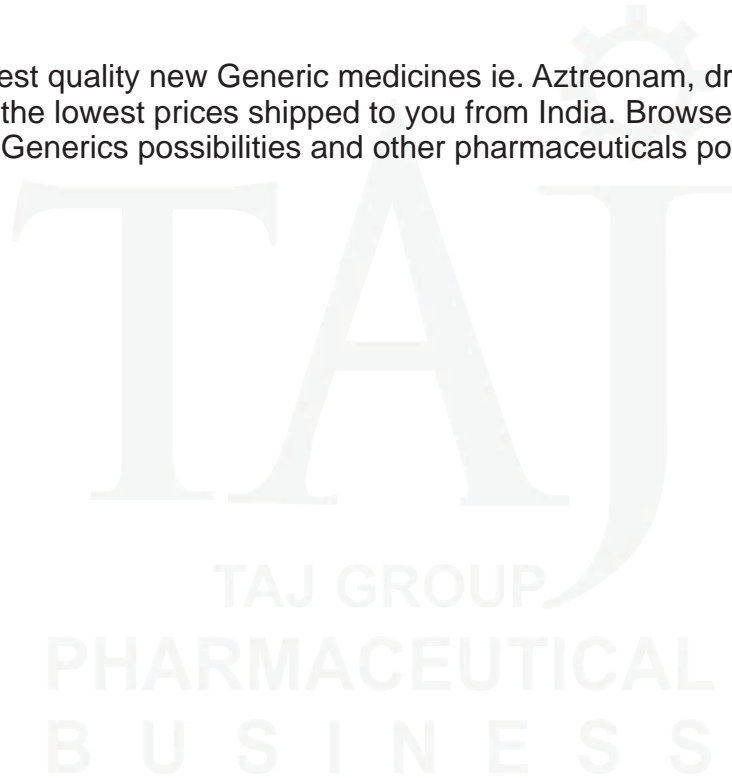 est quality new Generic medicines ie. Aztreonam, dr
the lowest prices shipped to you from India. Browse
Generics possibilities and other pharmaceuticals po
TAJ
TAJ GROUP
PHARMACEUTICAL
BUSINESS